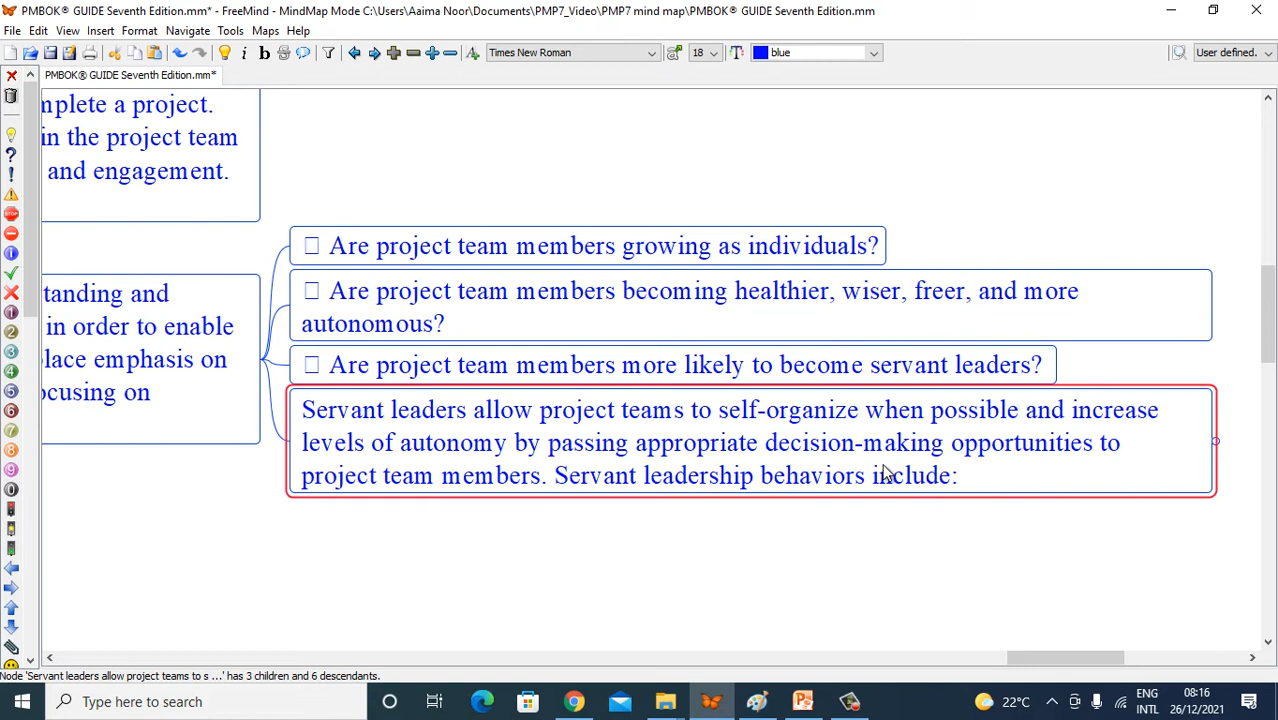 PMBOK® GUIDE Seventh Edition.mm* - FreeMind - MindMap Mode C:\Users\Aaima Noor\Documents\PMP7_Video\PMP7 mind map\PMBOK® GUIDE Seventh Edition.mm
File Edit View Insert Format Navigate Tools Maps Help
Times New Roman 18 blue User defined.
PMBOK® GUIDE Seventh Edition.mm*
mplete a project.
in the project team
and engagement.
Are project team members growing as individuals?
Are project team members becoming healthier, wiser, freer, and more
autonomous?
Are project team members more likely to become servant leaders?
tanding and
in order to enable
lace emphasis on
ocusing on
Servant leaders allow project teams to self-organize when possible and increase
levels of autonomy by passing appropriate decision-making opportunities to
project team members. Servant leadership behaviors include:
Node 'Servant leaders allow project teams to s ...' has 3 children and 6 descendants.
Type here to search
22°C
ENG
INTL
08:16
26/12/2021